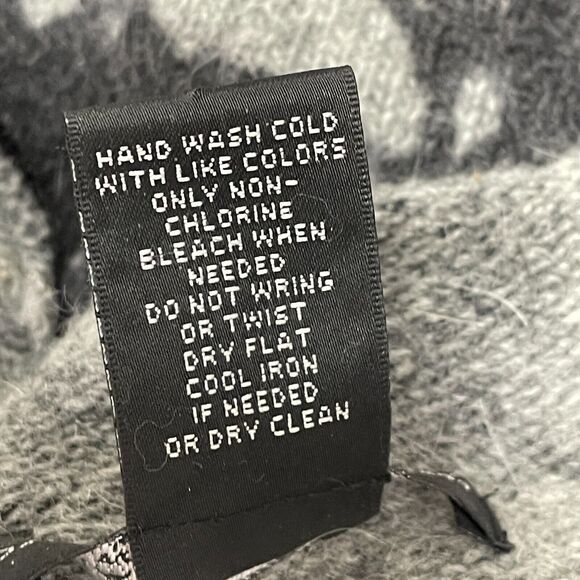 HAND WASH COLD
WITH LIKE COLORS
ONLY NON-
CHLORINE
BLEACH WHEN
NEEDED
DO NOT WRING
OR TWIST
DRY FLAT
COOL IRON
IF NEEDED
OR DRY CLEAN